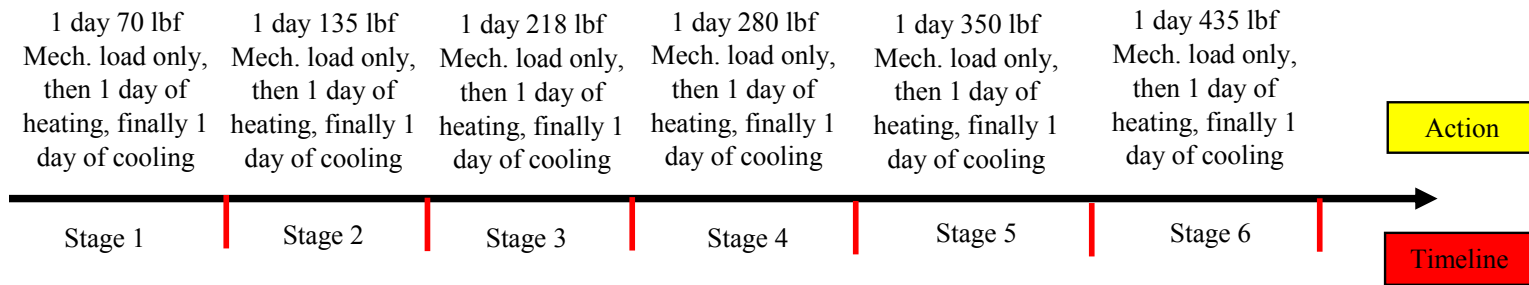 1 day 70 lbf
Mech. load only,
then 1 day of
heating, finally 1
day of cooling
1 day 135 lbf
Mech. load only,
then 1 day of
heating, finally 1
day of cooling
1 day 218 lbf
Mech. load only,
then 1 day of
heating, finally 1
day of cooling
1 day 280 lbf
Mech. load only,
then 1 day of
heating, finally 1
day of cooling
1 day 350 lbf
Mech. load only,
then 1 day of
heating, finally 1
day of cooling
1 day 435 lbf
Mech. load only,
then 1 day of
heating, finally 1
day of cooling
Action
Stage 1
Stage 2
Stage 3
Stage 4
Stage 5
Stage 6
Timeline